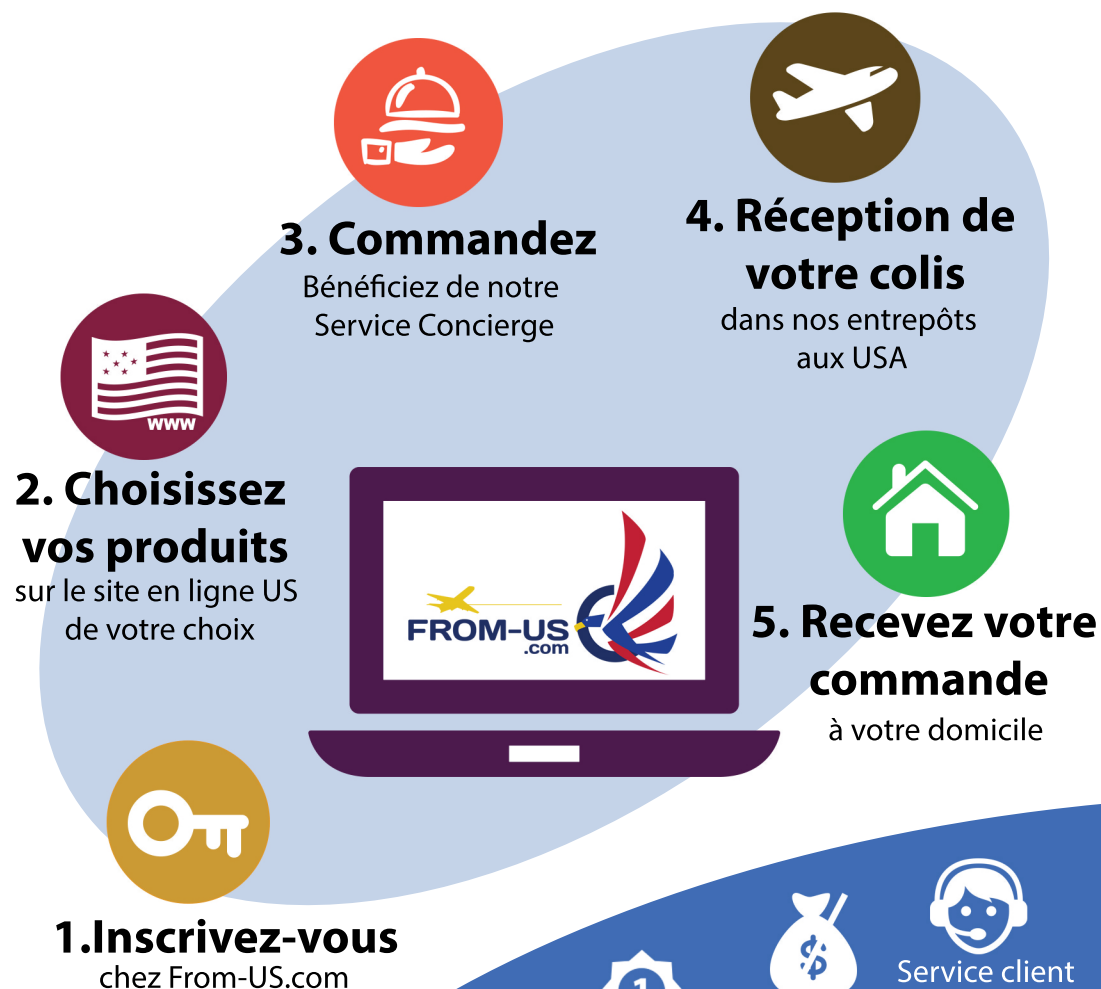 3. Commandez
Bénéficiez de notre
Service Concierge
4. Réception de
votre colis
dans nos entrepôts
aux USA
www
2. Choisissez
vos produits
sur le site en ligne US
de votre choix
FROM-US
.com
5. Recevez votre
commande
à votre domicile
1.Inscrivez-vous
chez From-US.com
1
$
Service client